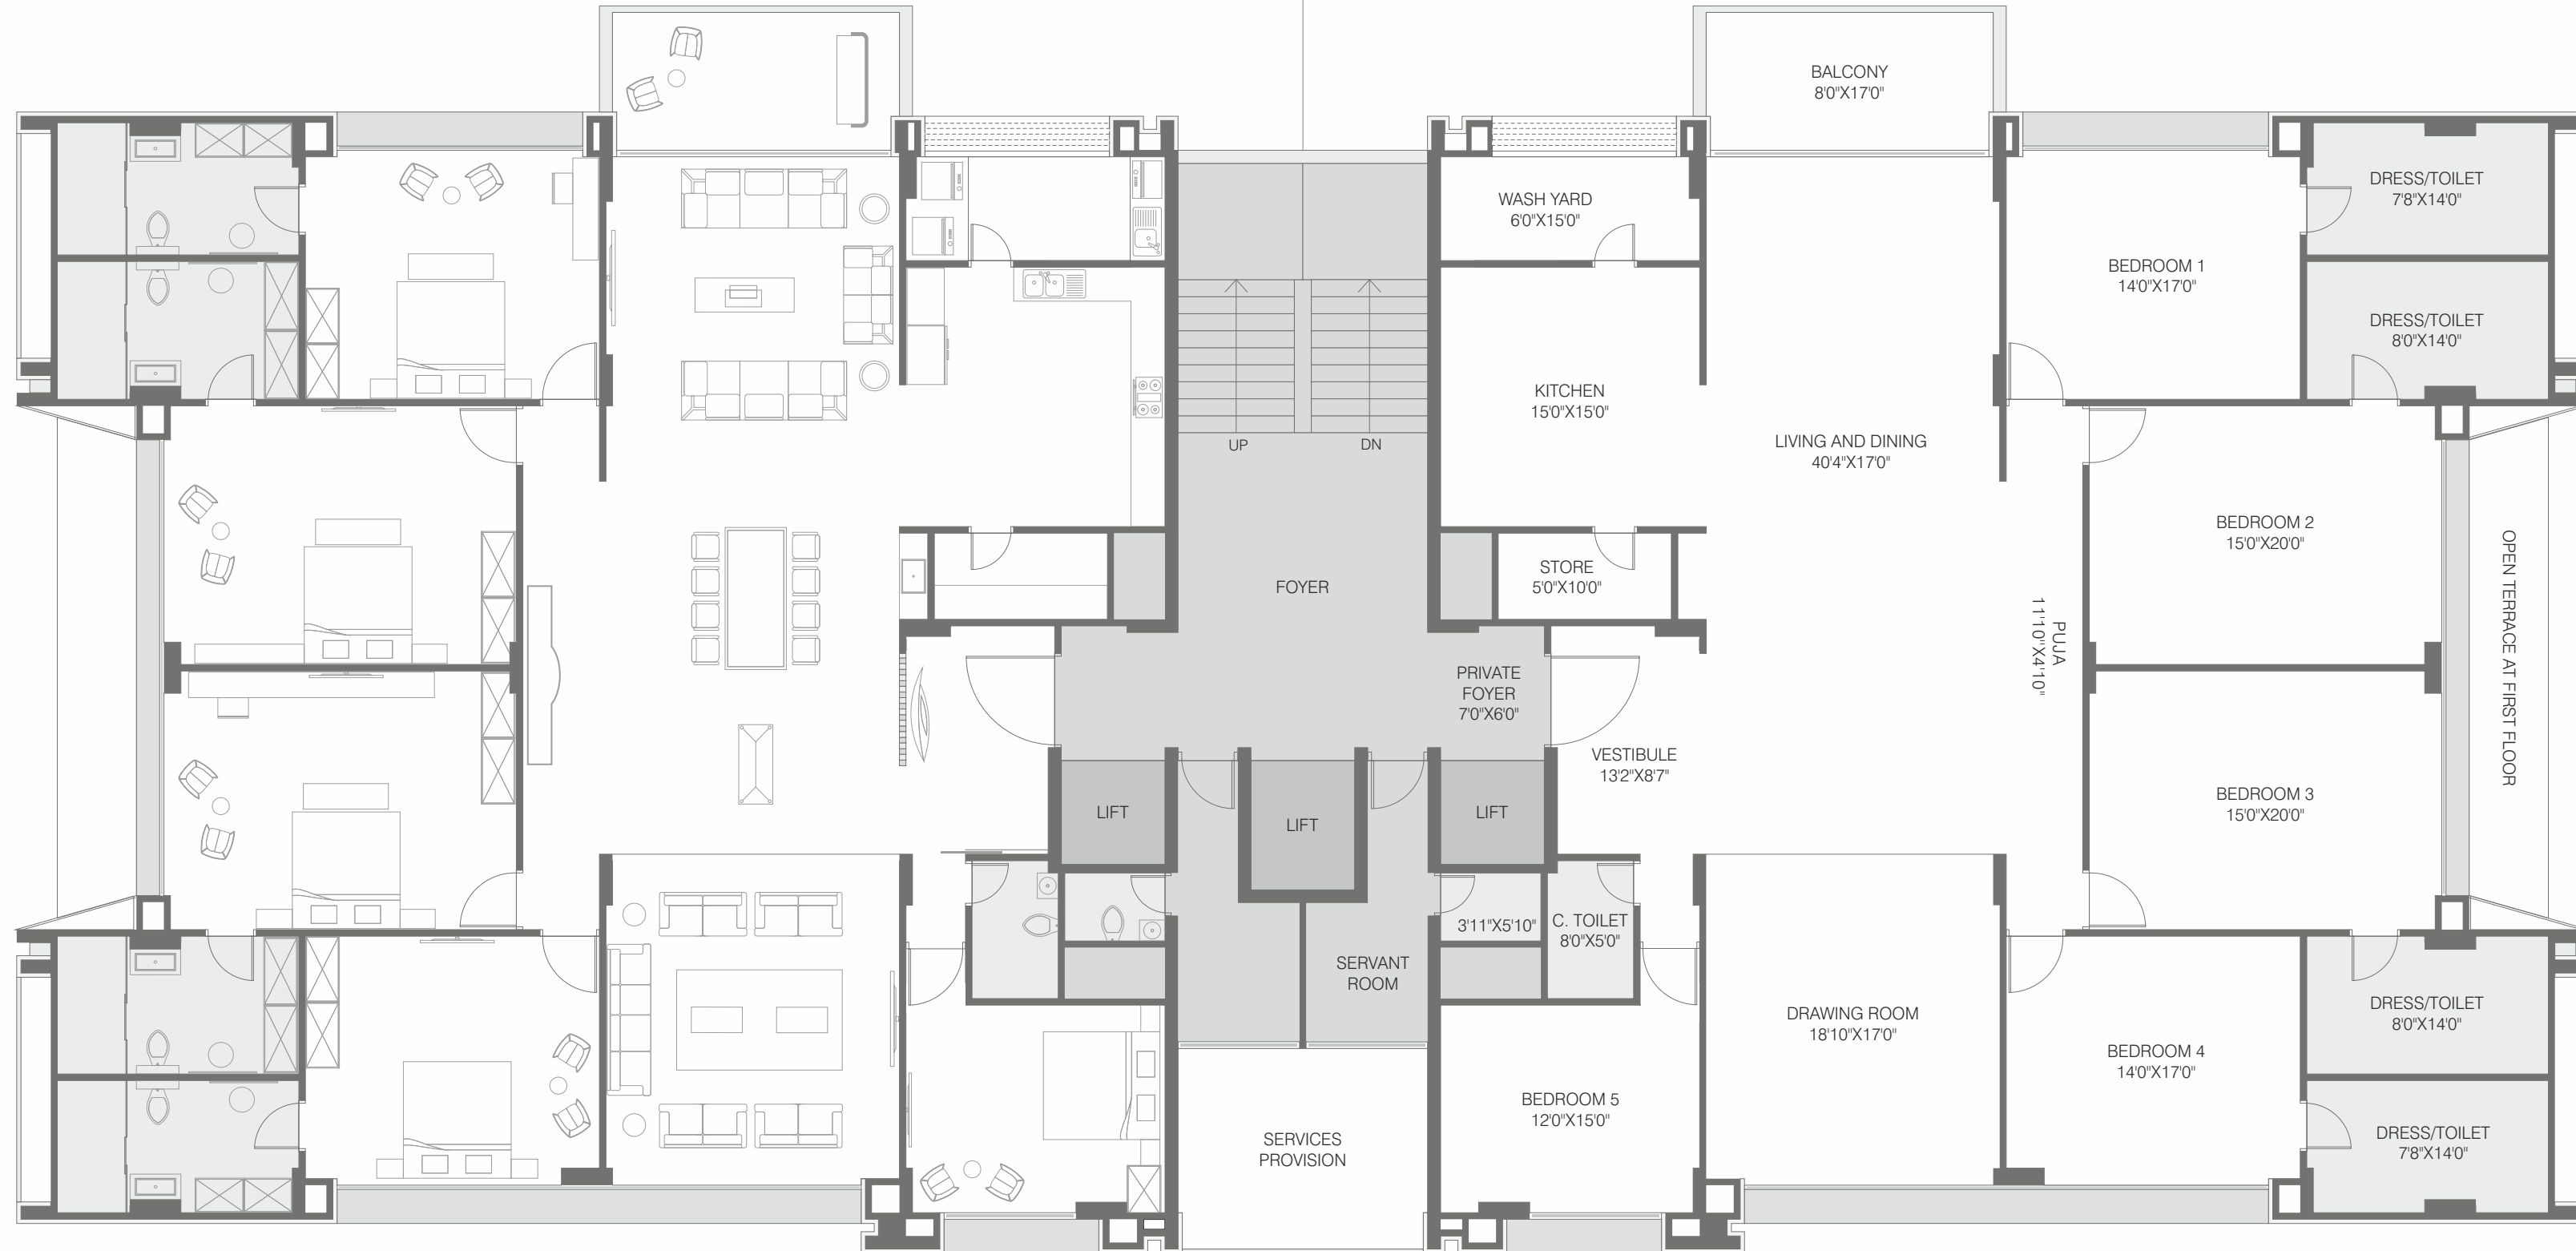 BALCONY
8'0"X17'0"
WASH YARD
6'0"X15'0"
DRESS/TOILET
7'8"X14'0"
BEDROOM 1
14'0"X17'0"
DRESS/TOILET
8'0"X14'0"
KITCHEN
15'0"X15'0"
UP
DN
LIVING AND DINING
40'4"X17'0"
BEDROOM 2
15'0"X20'0"
FOYER
STORE
5'0"X10'0"
PUJA
11'10"X4'10"
OPEN TERRACE AT FIRST FLOOR
PRIVATE
FOYER
7'0"X6'0"
VESTIBULE
13'2"X8'7"
BEDROOM 3
15'0"X20'0"
LIFT
LIFT
LIFT
3'11"X5'10"
C. TOILET
8'0"X5'0"
SERVANT
ROOM
DRAWING ROOM
18'10"X17'0"
DRESS/TOILET
8'0"X14'0"
BEDROOM 4
14'0"X17'0"
BEDROOM 5
12'0"X15'0"
SERVICES
PROVISION
DRESS/TOILET
7'8"X14'0"